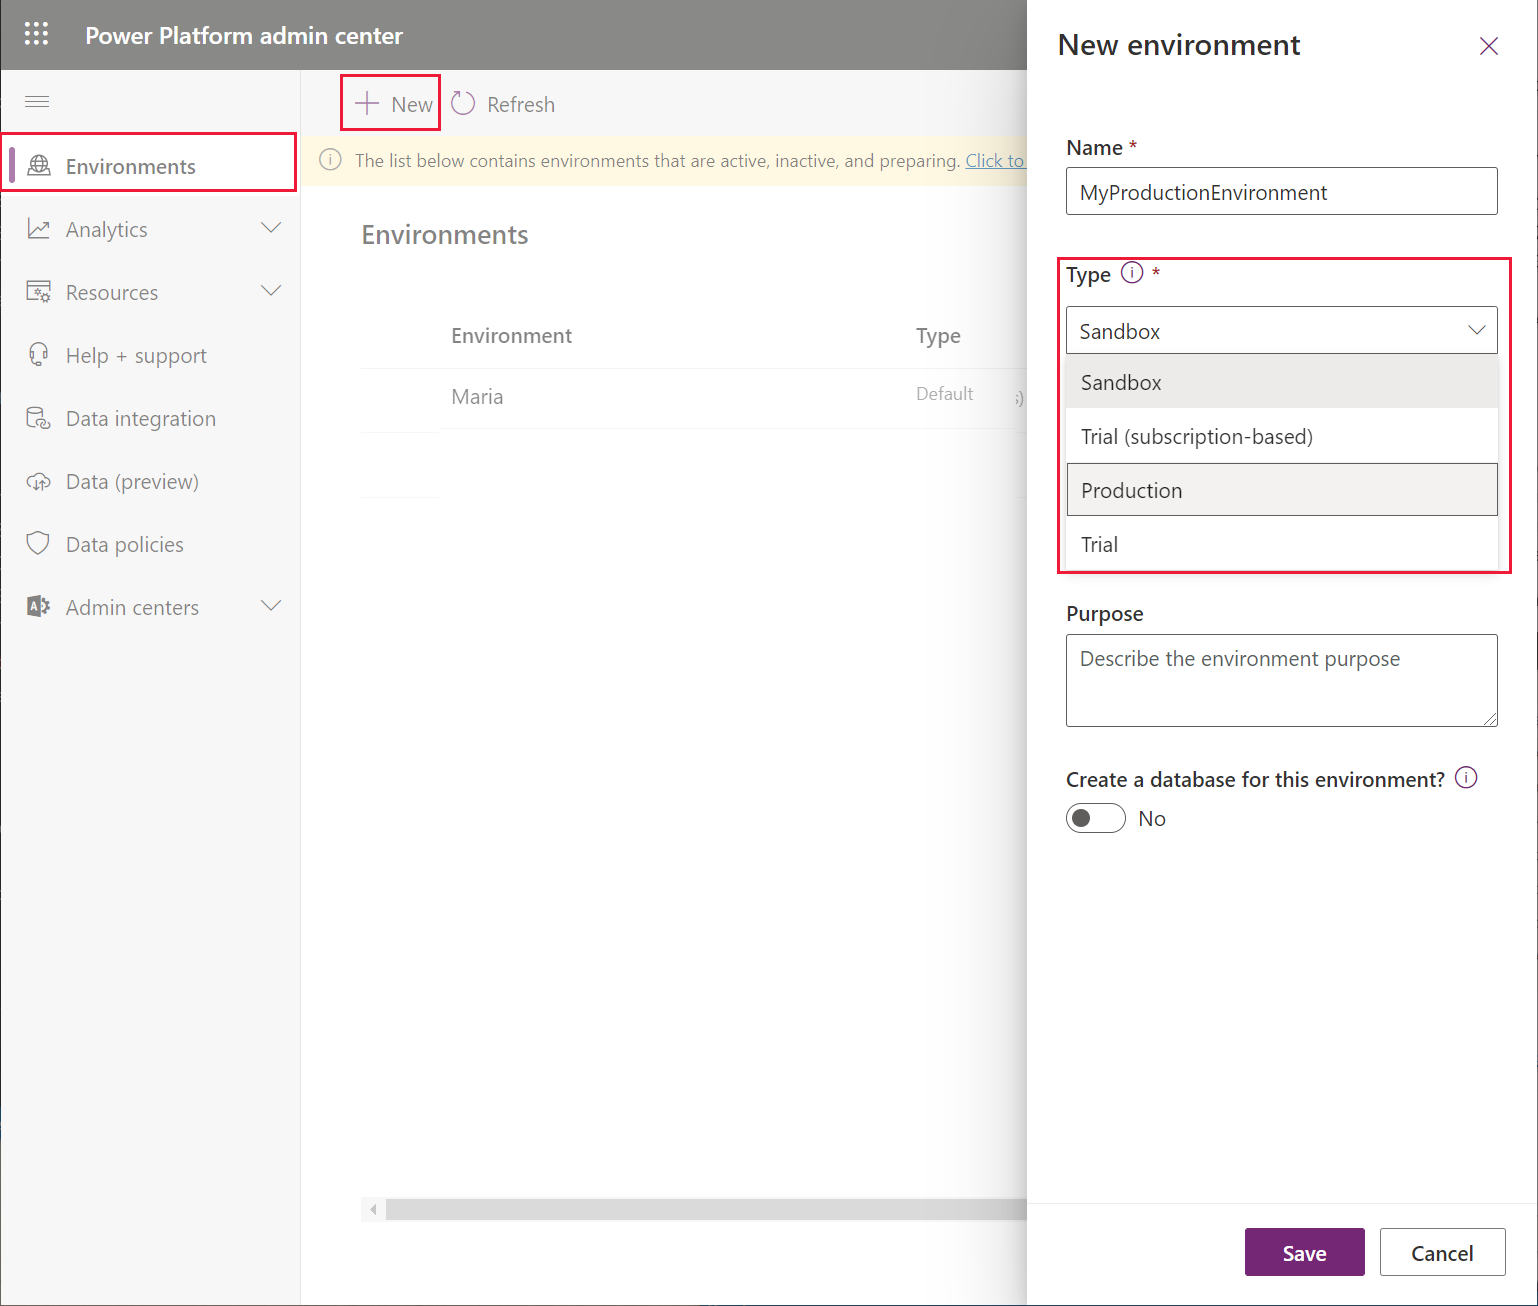 Power Platform admin center
Environments
Analytics
Resources
Help + support
Data integration
Data (preview)
Data policies
Admin centers
New
Refresh
The list below contains environments that are active, inactive, and preparing. Click to
Environments
Environment Type
Maria Default s)
New environment
Name *
MyProductionEnvironment
Type *
Sandbox
Sandbox
Trial (subscription-based)
Production
Trial
Purpose
Describe the environment purpose
Create a database for this environment?
No
Save
Cancel